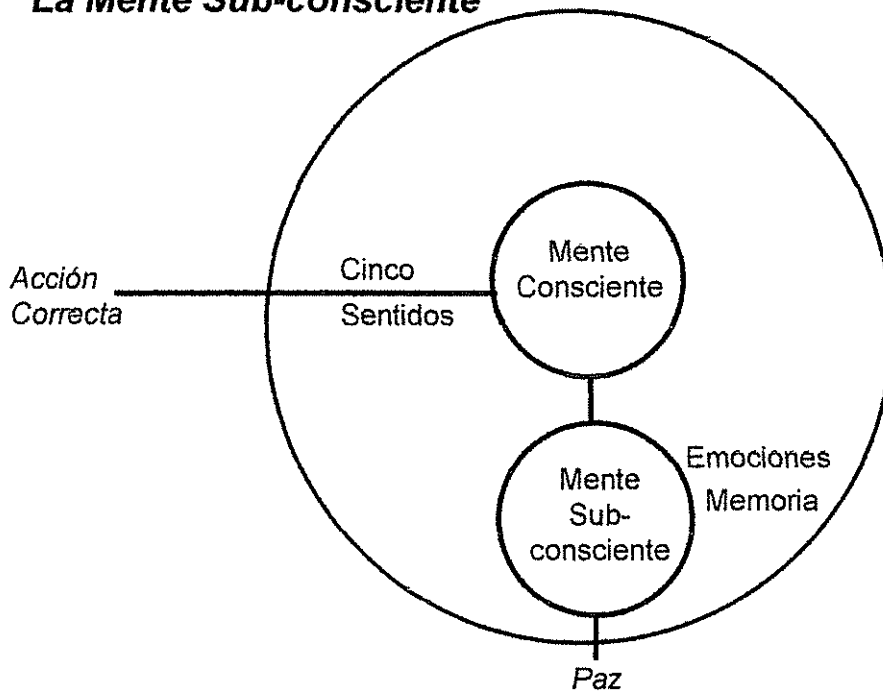 La Mente Sub-consciente
Mente
Consciente
Cinco
Sentidos
Acción
Correcta
Emociones
Memoria
Mente
Sub-
consciente
Paz